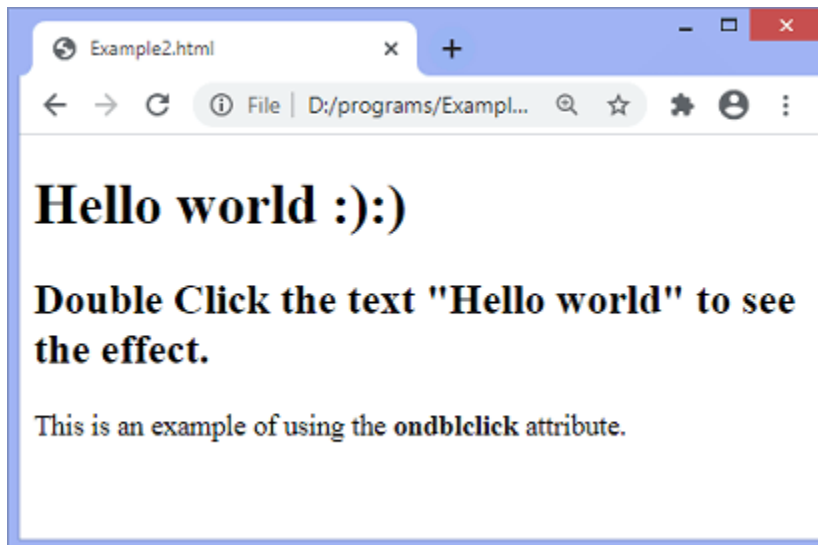 Example2.html
File D:/programs/Exampl...
Hello world :):)
Double Click the text "Hello world" to see
the effect.
This is an example of using the ondblclick attribute.